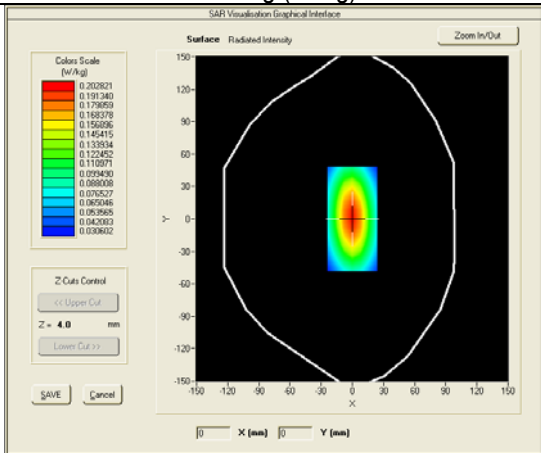 SAR Visualisation Graphical Interface
Surface Radiated Intensity
Zoom In/Out
Colors Scale
(W/kg)
0.202821
0.191340
0.179859
0.168378
0.156896
0.145415
0.133934
0.122452
0.110971
0.099490
0.088008
0.076527
0.065046
0.053565
0.042083
0.030602
150-
120-
90-
60-
30-
Y 0-
-30-
-60-
-90-
-120-
-150-
-150 -120 -90 -60 -30 0 30 60 90 120 150
X
Z-Cuts Control
<< Upper Cut
Z = 4.0 mm
Lower Cut >>
SAVE Cancel
0 X (mm) 0 Y (mm)